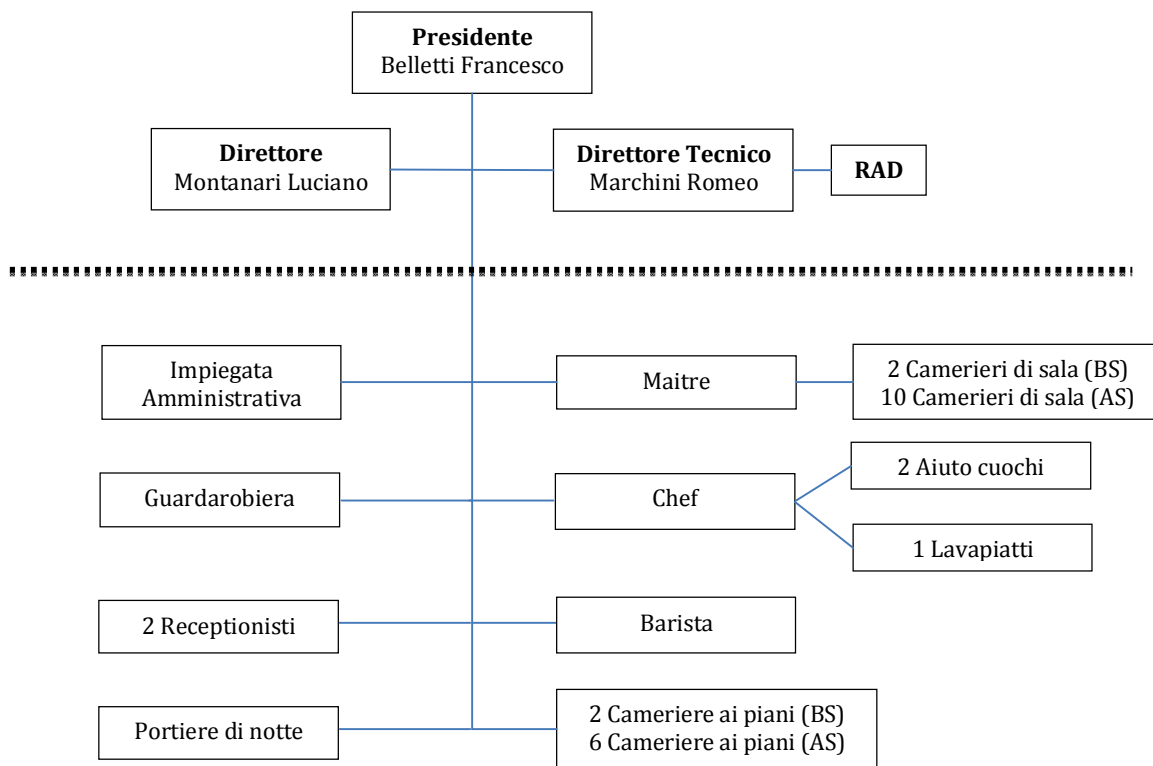 Presidente
Belletti Francesco
Direttore
Montanari Luciano
Direttore Tecnico
Marchini Romeo
RAD
Impiegata
Amministrativa
Maitre
2 Camerieri di sala (BS)
10 Camerieri di sala (AS)
Guardarobiera
Chef
2 Aiuto cuochi
1 Lavapiatti
2 Receptionisti
Barista
Portiere di notte
2 Cameriere ai piani (BS)
6 Cameriere ai piani (AS)